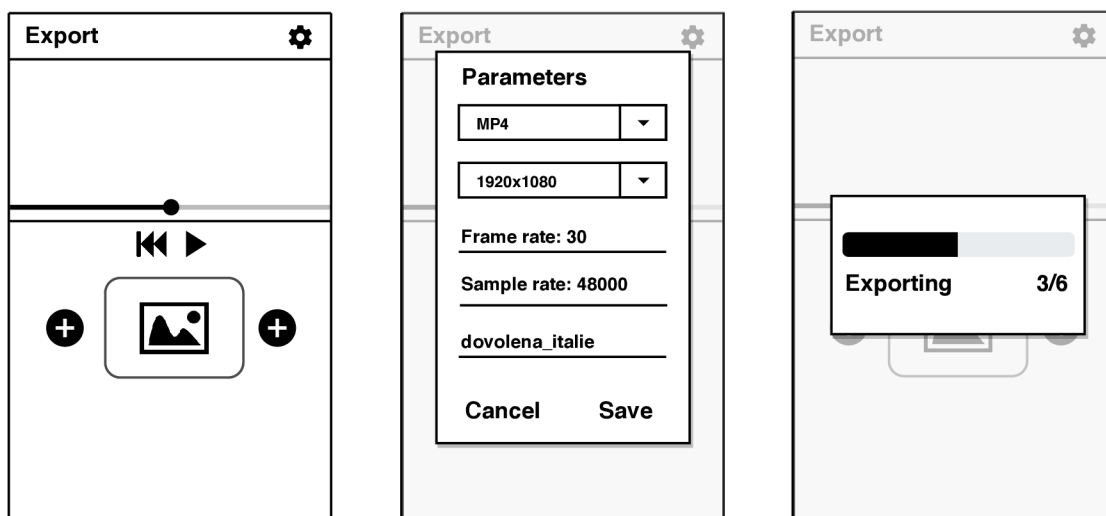 Export
Export
Parameters
MP4
1920x1080
Frame rate: 30
Sample rate: 48000
dovolena_italie
Cancel Save
Export
Exporting 3/6